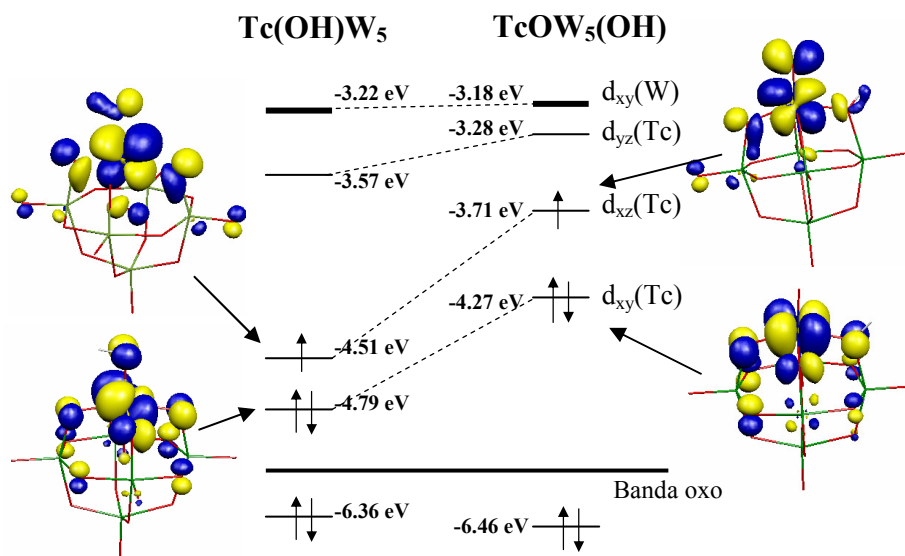 Tc(OH)W₅
TcOW₅(OH)
-3.22 eV
-3.18 eV
dxy(W)
-3.28 eV
dyz(Tc)
-3.57 eV
-3.71 eV
dxz(Tc)
-4.27 eV
dxy(Tc)
-4.51 eV
-4.79 eV
Banda oxo
-6.36 eV
-6.46 eV